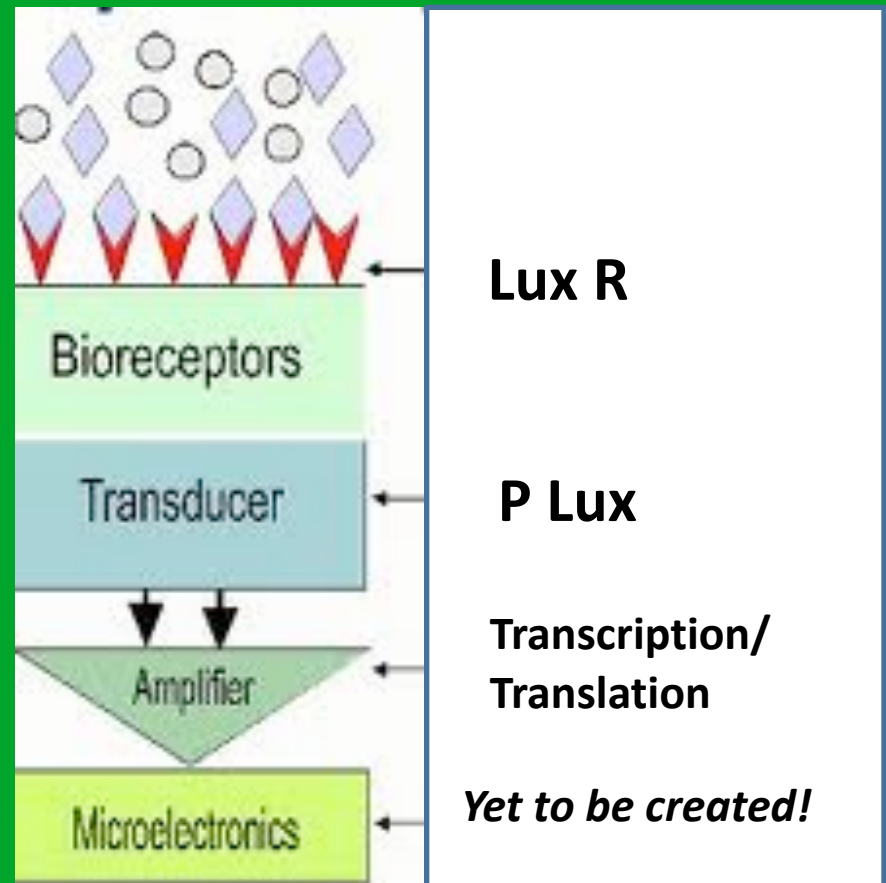 Lux R
Bioreceptors
P Lux
Transducer
Transcription/
Translation
Amplifier
Yet to be created!
Microelectronics